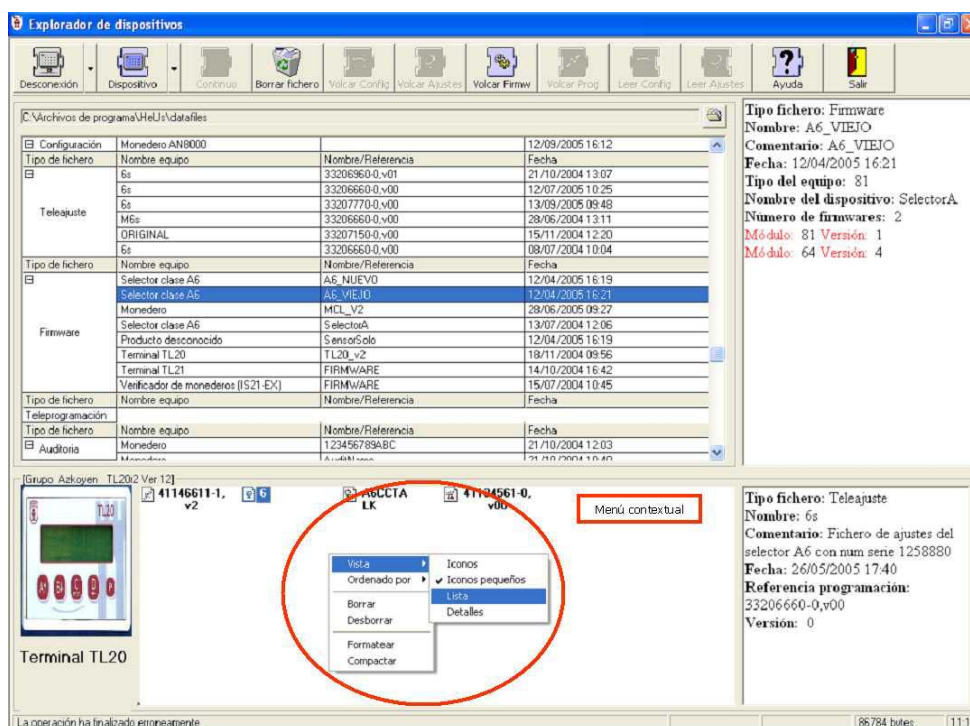 Explorador de dispositivos
Desconexión Dispositivo Continuo Borrar fichero Volcar Config Volcar Ajustes Volcar Firmw Volcar Prog Leer Config Leer Ajustes Ayuda Salir
C:\Archivos de programa\HeUs\datafiles
Configuración Monedero AN8000 12/09/2005 16:12
Tipo de fichero Nombre equipo Nombre/Referencia Fecha
6s 33206960-0,v01 21/10/2004 13:07
6s 33206660-0,v00 12/07/2005 10:25
6s 33207770-0,v00 13/09/2005 09:48
Teleajuste
M6s 33206660-0,v00 28/06/2004 13:11
ORIGINAL 33207150-0,v00 15/11/2004 12:20
6s 33206660-0,v00 08/07/2004 10:04
Tipo de fichero Nombre equipo Nombre/Referencia Fecha
Selector clase A6 A6_NUEVO 12/04/2005 16:19
Selector clase A6 A6_VIEJO 12/04/2005 16:21
Monedero MCL_V2 28/06/2005 09:27
Firmware
Selector clase A6 SelectorA 13/07/2004 12:06
Producto desconocido SensorSolo 12/04/2005 16:19
Terminal TL20 TL20_v2 18/11/2004 09:56
Terminal TL21 FIRMWARE 14/10/2004 16:42
Verificador de monederos (IS21-EX) FIRMWARE 15/07/2004 10:45
Tipo de fichero Nombre equipo Nombre/Referencia Fecha
Teleprogramación
Tipo de fichero Nombre equipo Nombre/Referencia Fecha
Auditoria Monedero 123456789ABC 21/10/2004 12:03
Monedero AuditName 21/10/2004 10:40
Tipo fichero: Firmware
Nombre: A6_VIEJO
Comentario: A6_VIEJO
Fecha: 12/04/2005 16:21
Tipo del equipo: 81
Nombre del dispositivo: SelectorA
Número de firmwares: 2
Módulo: 81 Versión: 1
Módulo: 64 Versión: 4
[Grupo Azkoyen TL20:2 Ver 12]
TL20
Terminal TL20
41146611-1,
v2
6
A6CCTA
LK
41134561-0,
v00
Menú contextual
Vista
Ordenado por
Borrar
Desborrar
Formatear
Compactar
Iconos
Iconos pequeños
Lista
Detalles
Tipo fichero: Teleajuste
Nombre: 6s
Comentario: Fichero de ajustes del
selector A6 con num serie 1258880
Fecha: 26/05/2005 17:40
Referencia programación:
33206660-0,v00
Versión: 0
La operación ha finalizado erroneamente 86784 bytes